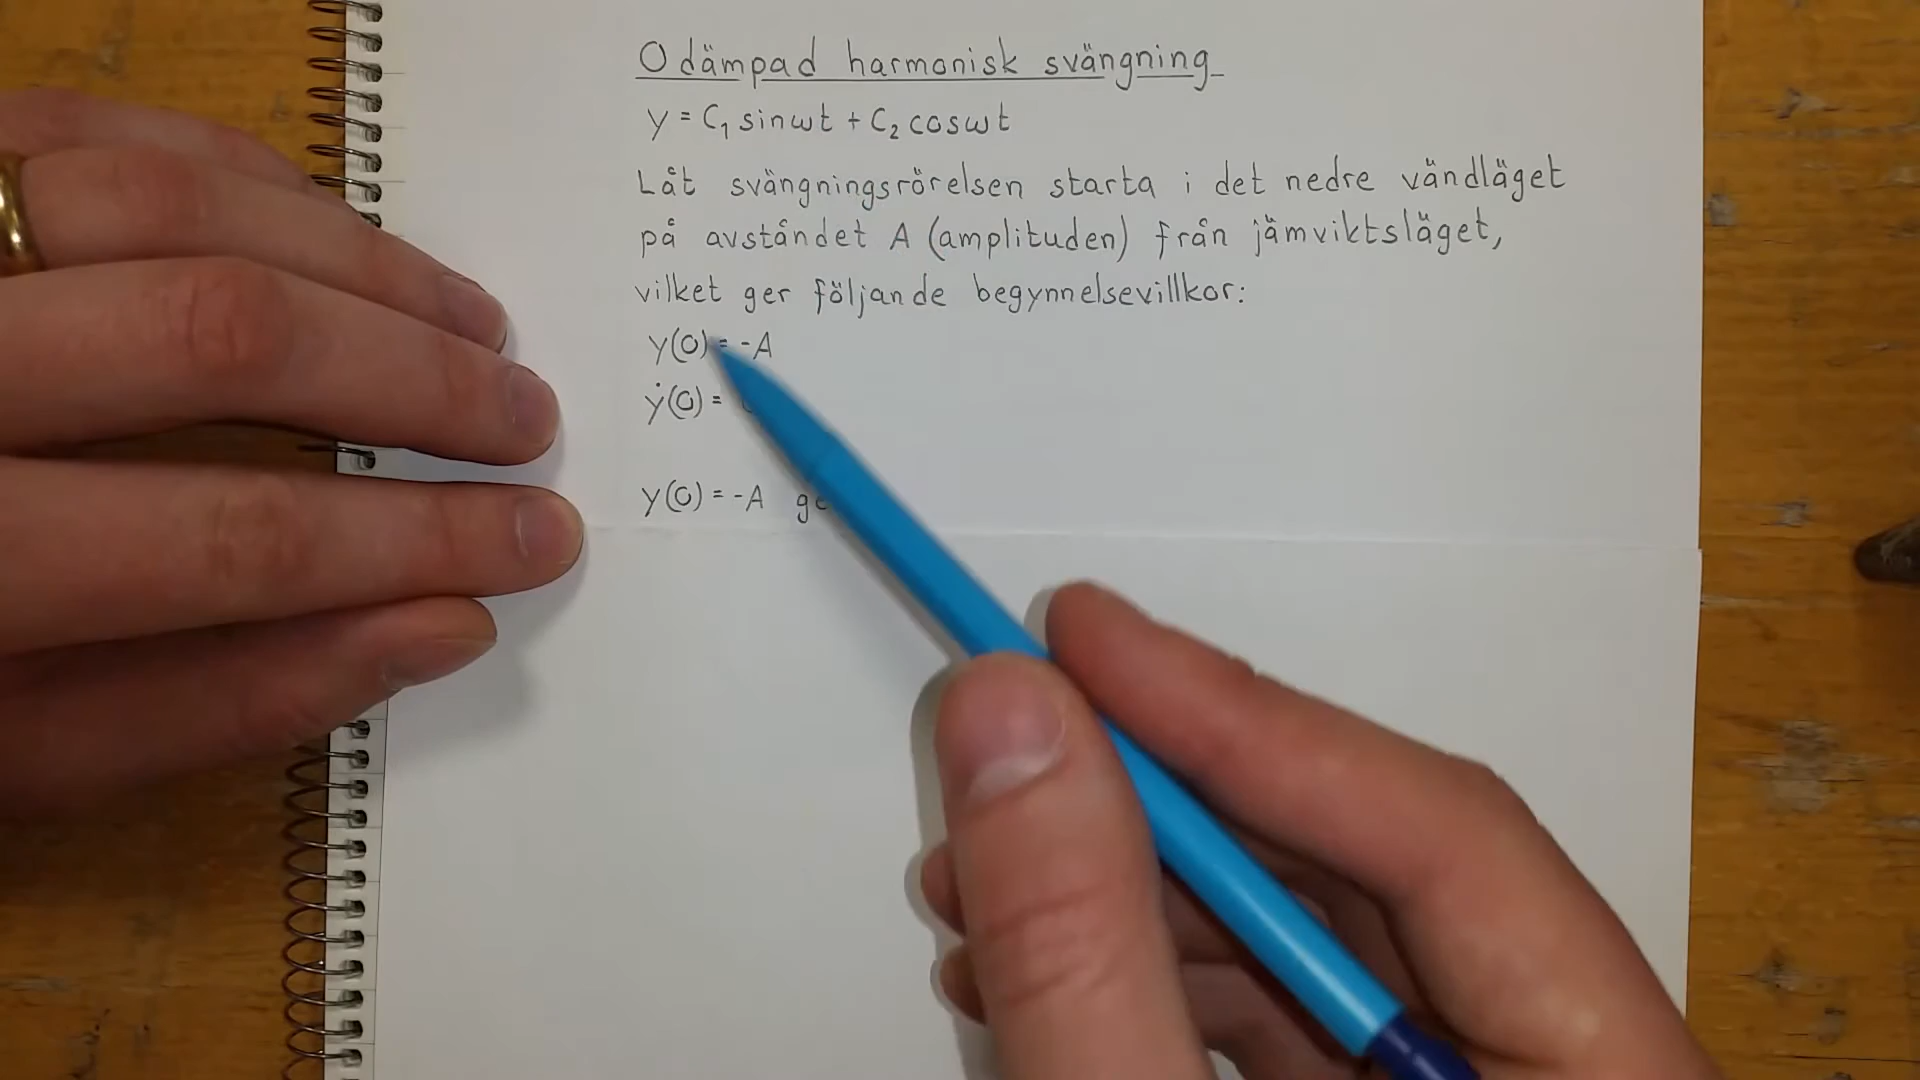 Odämpad harmonisk svängning
y = C₁ sinωt + C₂ cosωt
Låt svängningsrörelsen starta i det nedre vändläget
på avståndet A (amplituden) från jämviktsläget,
vilket ger följande begynnelsevillkor:
y(0) = -A
ẏ(0) =
y(0) = -A